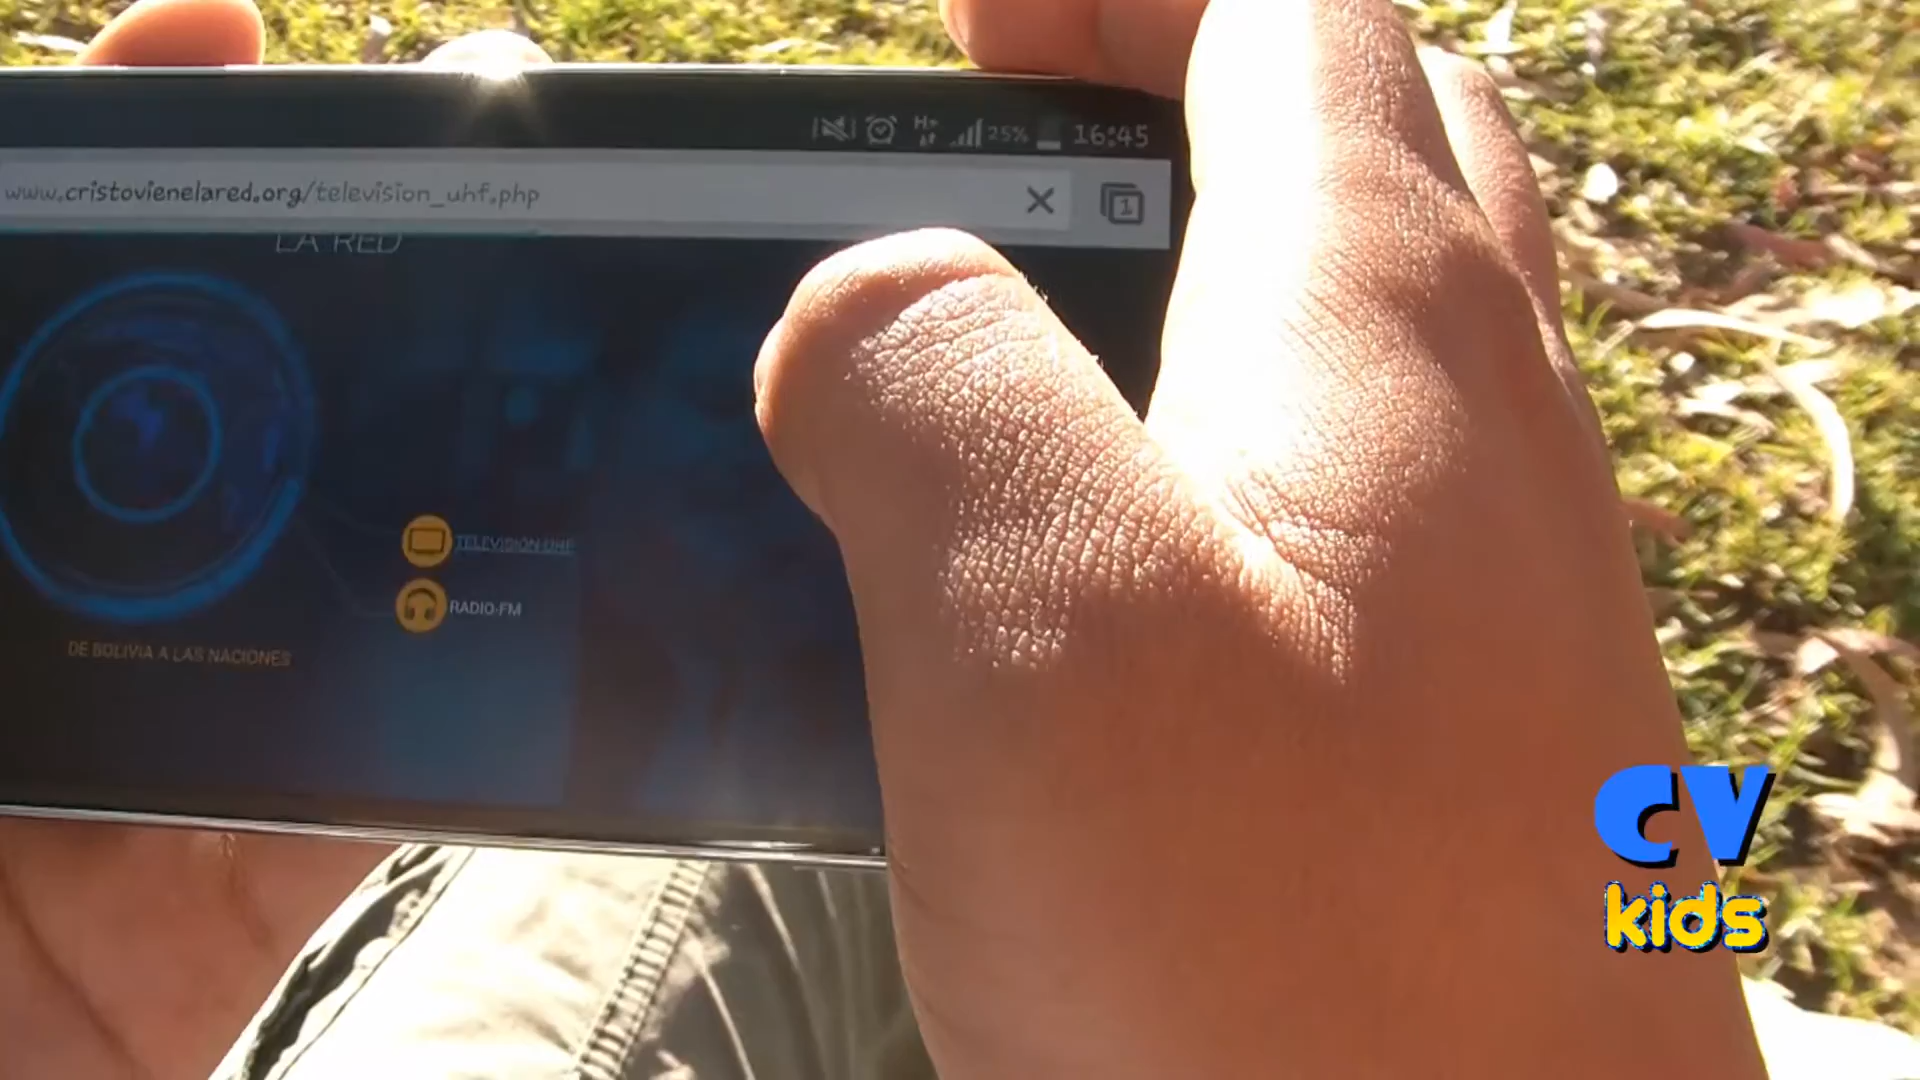 H+ 25% 16:45
www.cristovienelared.org/television_uhf.php
1
LA RED
TELEVISION-UHF
RADIO-FM
DE BOLIVIA A LAS NACIONES
CV
kids